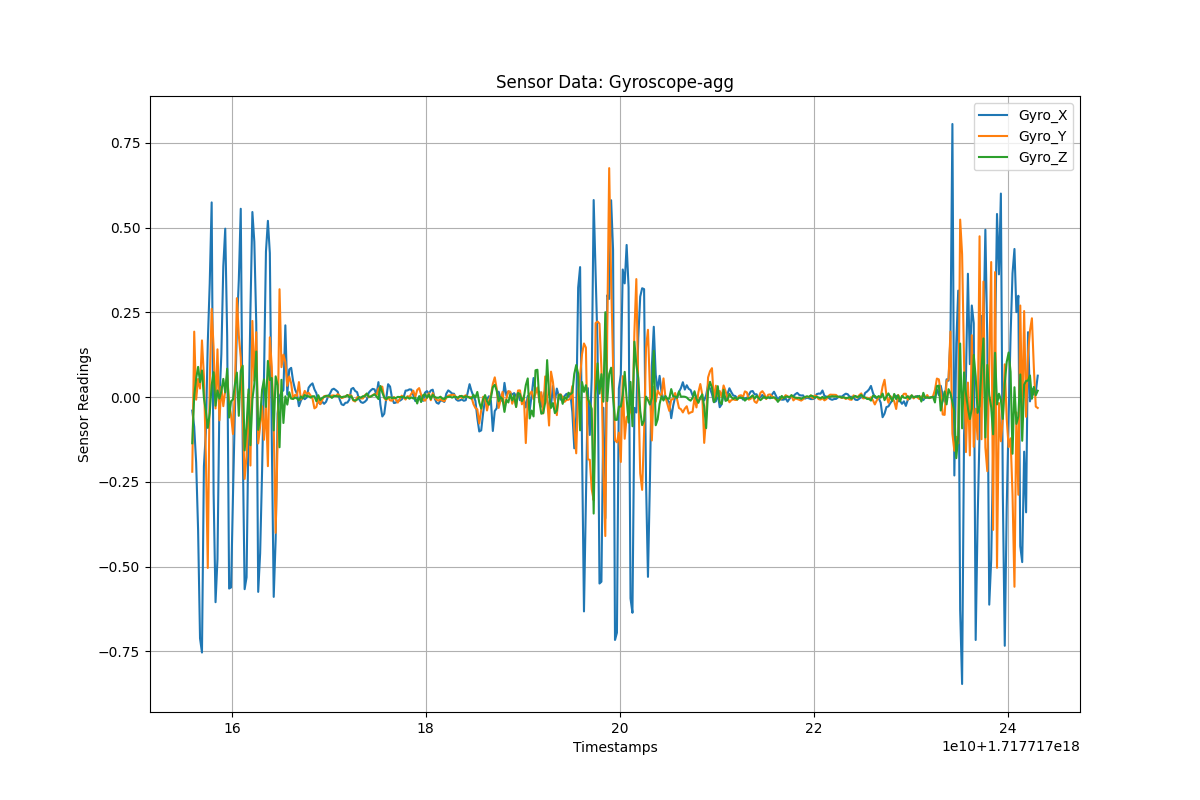 Sensor Data: Gyroscope-agg
Gyro_X
Gyro_Y
Gyro_Z
0.75
0.50
0.25
0.00
−0.25
−0.50
−0.75
Sensor Readings
16 18 20 22 24
Timestamps
1e10+1.717717e18